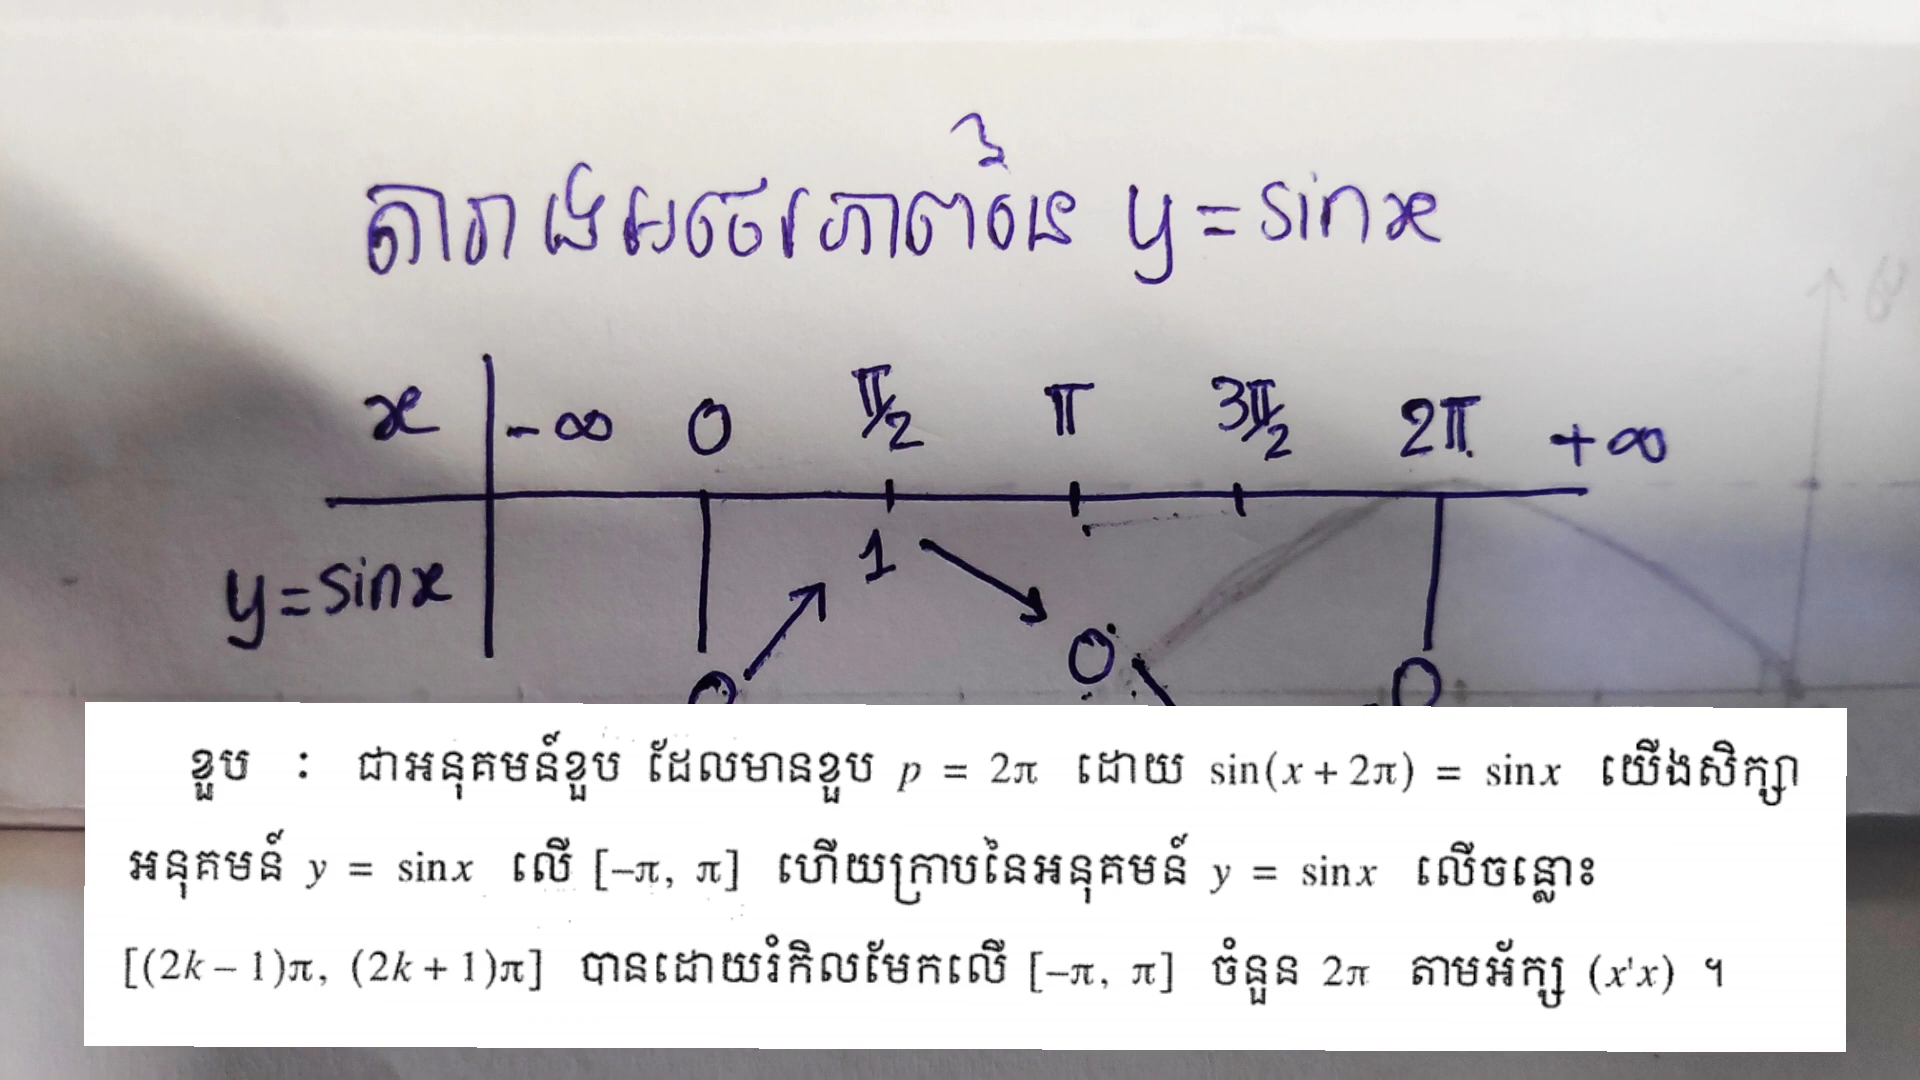 តារាងអថេរភាពនៃ y = sinx
x -∞ 0 π/2 π 3π/2 2π +∞
y = sinx 0 1 0 0
ខួប : ជាអនុគមន៍ខួប ដែលមានខួប p = 2π ដោយ sin(x + 2π) = sinx យើងសិក្សា
អនុគមន៍ y = sinx លើ [–π, π] ហើយក្រាបនៃអនុគមន៍ y = sinx លើចន្លោះ
[(2k – 1)π, (2k + 1)π] បានដោយរំកិលមែកលើ [–π, π] ចំនួន 2π តាមអ័ក្ស (x'x) ។